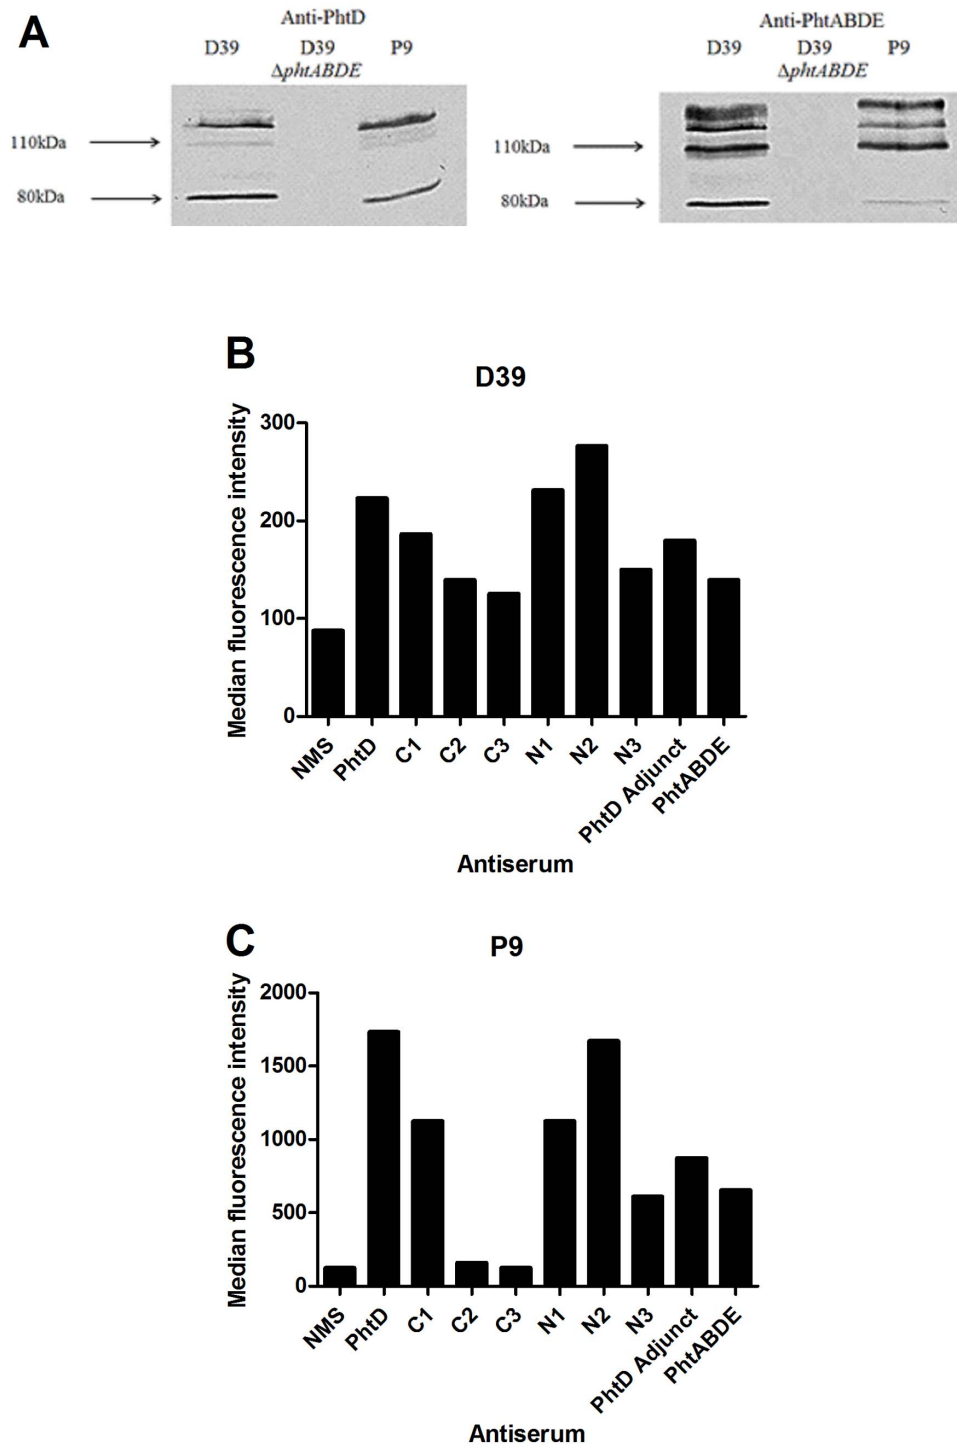 A
Anti-PhtD
D39 D39 P9
ΔphtABDE
110kDa
80kDa
Anti-PhtABDE
D39 D39 P9
ΔphtABDE
110kDa
80kDa
B
D39
Median fluorescence intensity
300
200
100
0
NMS
PhtD
C1
C2
C3
N1
N2
N3
PhtD Adjunct
PhtABDE
Antiserum
C
P9
Median fluorescence intensity
2000
1500
1000
500
0
NMS
PhtD
C1
C2
C3
N1
N2
N3
PhtD Adjunct
PhtABDE
Antiserum